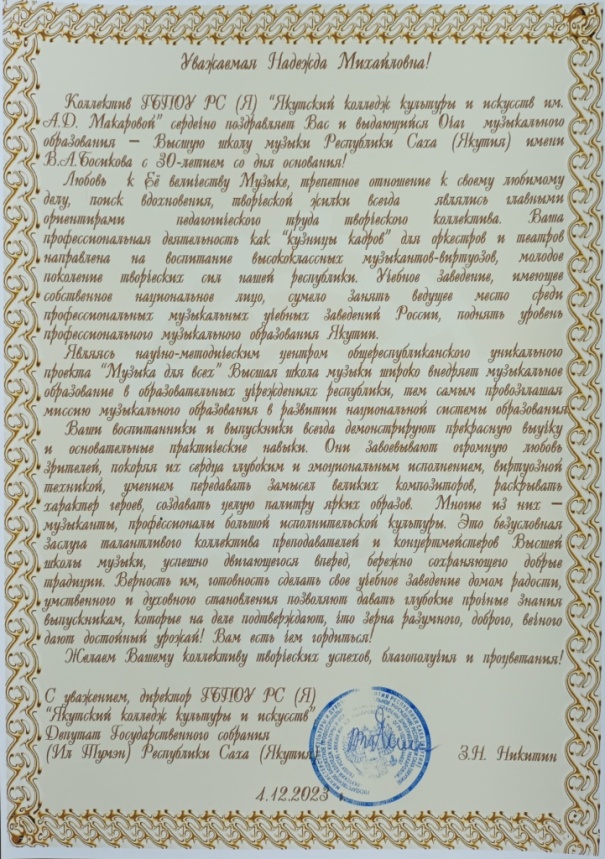 Уважаемая Надежда Михайловна!
Коллектив ГБПОУ РС (Я) "Якутский колледж культуры и искусств им.
А.Д. Макаровой" сердечно поздравляет Вас и выдающийся Очаг музыкального
образования – Высшую школу музыки Республики Саха (Якутия) имени
В.А.Босикова с 30-летием со дня основания!
Любовь к Её величеству Музыке, трепетное отношение к своему любимому
делу, поиск вдохновения, творческой жилки всегда являлись главными
ориентирами педагогического труда творческого коллектива. Ваша
профессиональная деятельность как "кузницы кадров" для оркестров и театров
направлена на воспитание высококлассных музыкантов-виртуозов, молодое
поколение творческих сил нашей республики. Учебное заведение, имеющее
собственное национальное лицо, сумело занять ведущее место среди
профессиональных музыкальных учебных заведений России, поднять уровень
профессионального музыкального образования Якутии.
Являясь научно-методическим центром общереспубликанского уникального
проекта "Музыка для всех" Высшая школа музыки широко внедряет музыкальное
образование в образовательных учреждениях республики, тем самым провозглашая
миссию музыкального образования в развитии национальной системы образования
Ваши воспитанники и выпускники всегда демонстрируют прекрасную выучку
и основательные практические навыки. Они завоевывают огромную любовь
зрителей, покоряя их сердца глубоким и эмоциональным исполнением, виртуозной
техникой, умением передавать замысел великих композиторов, раскрывать
характер героев, создавать целую палитру ярких образов. Многие из них –
музыканты, профессионалы большой исполнительской культуры. Это безусловная
заслуга талантливого коллектива преподавателей и концертмейстеров Высшей
школы музыки, успешно двигающегося вперед, бережно сохраняющего добрые
традиции. Верность им, готовность сделать свое учебное заведение домом радости,
умственного и духовного становления позволяют давать глубокие прочные знания
выпускникам, которые на деле подтверждают, что зерна разумного, доброго, вечного
дают достойный урожай! Вам есть чем гордиться!
Желаем Вашему коллективу творческих успехов, благополучия и процветания!
С уважением, директор ГБПОУ РС (Я)
"Якутский колледж культуры и искусств"
Депутат Государственного собрания
(Ил Тумэн) Республики Саха (Якутия) З.Н. Никитин
4.12.2023